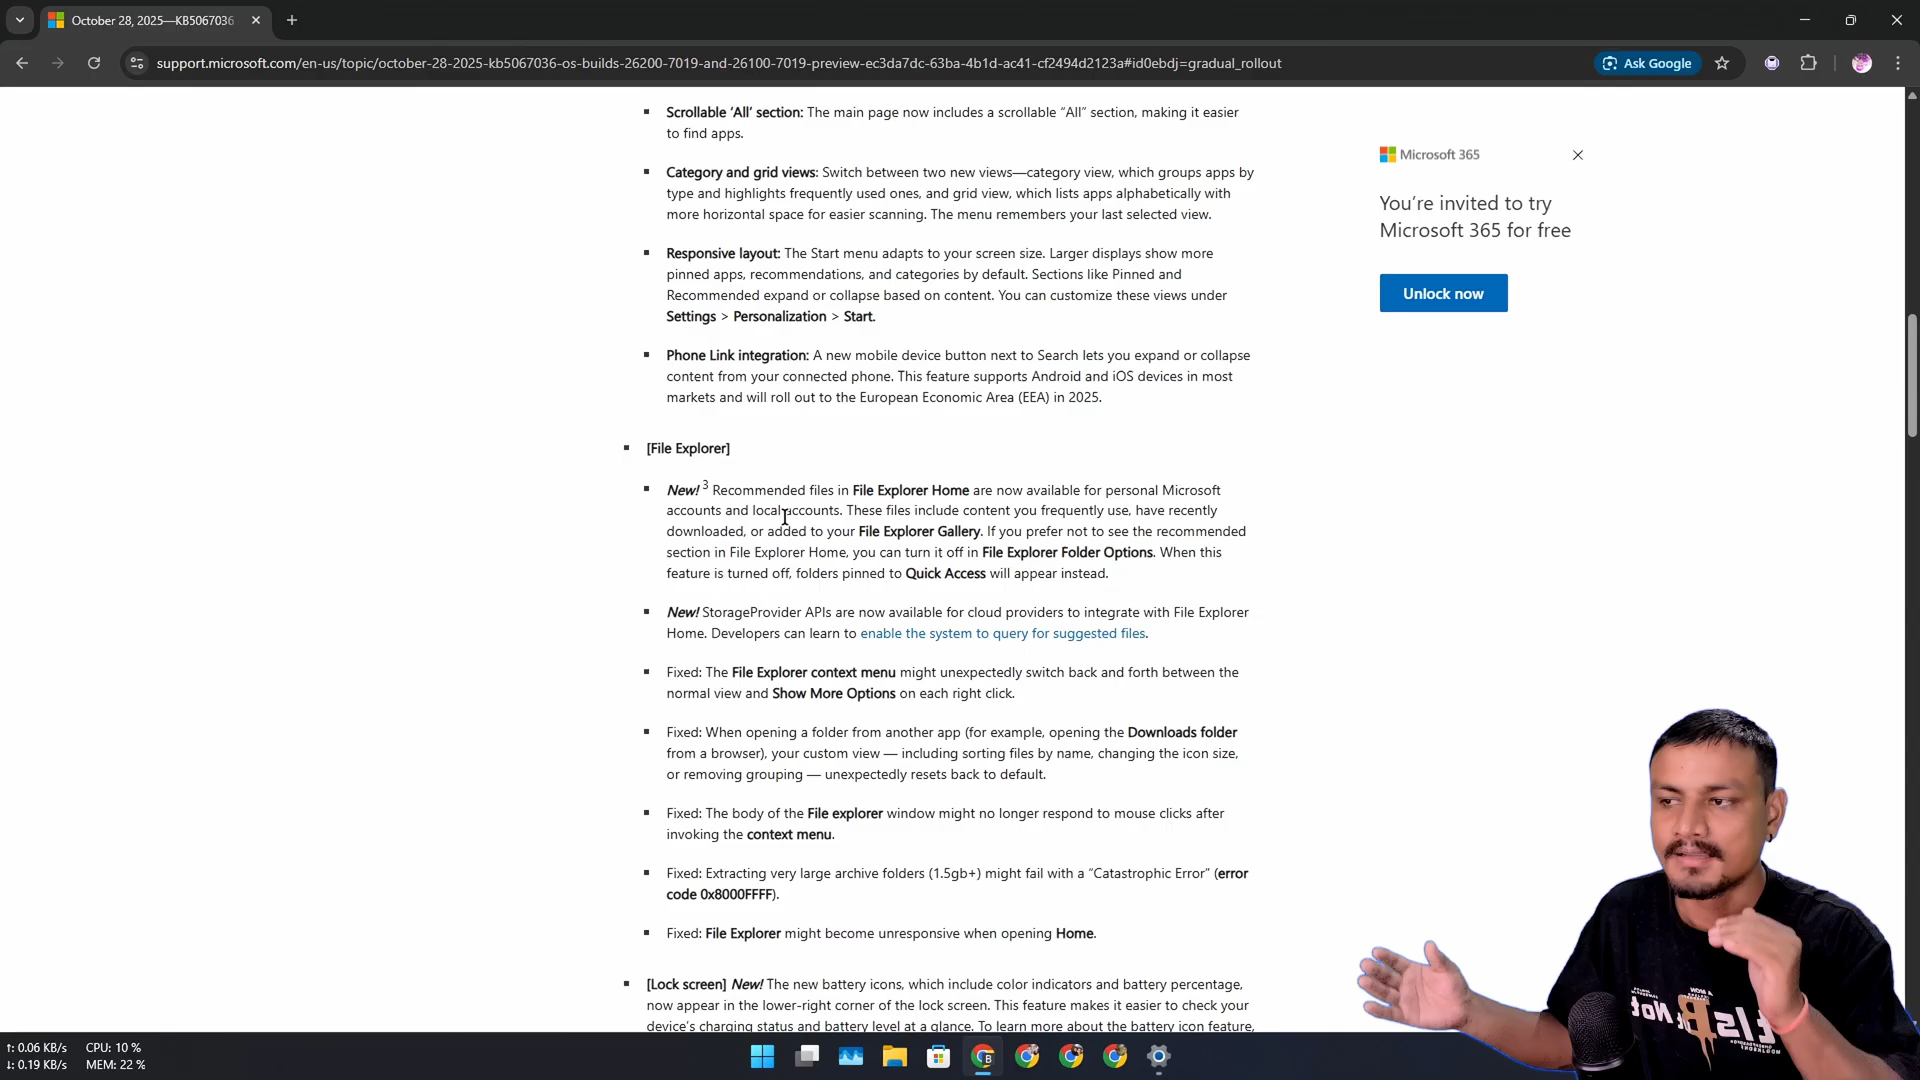 October 28, 2025—KB5067036
support.microsoft.com/en-us/topic/october-28-2025-kb5067036-os-builds-26200-7019-and-26100-7019-preview-ec3da7dc-63ba-4b1d-ac41-cf2494d2123a#id0ebdj=gradual_rollout
Ask Google
Scrollable ‘All’ section: The main page now includes a scrollable “All” section, making it easier
to find apps.
Category and grid views: Switch between two new views—category view, which groups apps by
type and highlights frequently used ones, and grid view, which lists apps alphabetically with
more horizontal space for easier scanning. The menu remembers your last selected view.
Responsive layout: The Start menu adapts to your screen size. Larger displays show more
pinned apps, recommendations, and categories by default. Sections like Pinned and
Recommended expand or collapse based on content. You can customize these views under
Settings > Personalization > Start.
Phone Link integration: A new mobile device button next to Search lets you expand or collapse
content from your connected phone. This feature supports Android and iOS devices in most
markets and will roll out to the European Economic Area (EEA) in 2025.
[File Explorer]
New! 3 Recommended files in File Explorer Home are now available for personal Microsoft
accounts and local accounts. These files include content you frequently use, have recently
downloaded, or added to your File Explorer Gallery. If you prefer not to see the recommended
section in File Explorer Home, you can turn it off in File Explorer Folder Options. When this
feature is turned off, folders pinned to Quick Access will appear instead.
New! StorageProvider APIs are now available for cloud providers to integrate with File Explorer
Home. Developers can learn to enable the system to query for suggested files.
Fixed: The File Explorer context menu might unexpectedly switch back and forth between the
normal view and Show More Options on each right click.
Fixed: When opening a folder from another app (for example, opening the Downloads folder
from a browser), your custom view — including sorting files by name, changing the icon size,
or removing grouping — unexpectedly resets back to default.
Fixed: The body of the File explorer window might no longer respond to mouse clicks after
invoking the context menu.
Fixed: Extracting very large archive folders (1.5gb+) might fail with a “Catastrophic Error” (error
code 0x8000FFFF).
Fixed: File Explorer might become unresponsive when opening Home.
[Lock screen] New! The new battery icons, which include color indicators and battery percentage,
now appear in the lower-right corner of the lock screen. This feature makes it easier to check your
device's charging status and battery level at a glance. To learn more about the battery icon feature,
Microsoft 365
You’re invited to try
Microsoft 365 for free
Unlock now
↑: 0.06 KB/s CPU: 10 %
↓: 0.19 KB/s MEM: 22 %